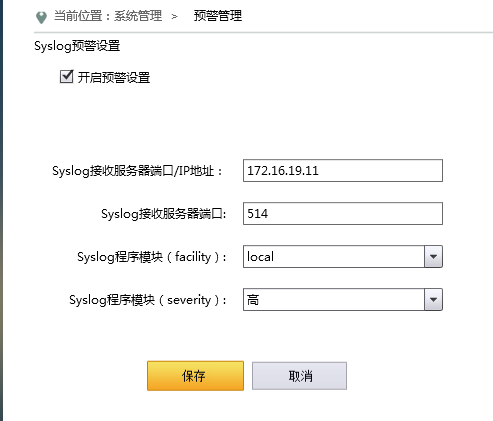 当前位置：系统管理 > 预警管理
Syslog预警设置
开启预警设置
Syslog接收服务器端口/IP地址： 172.16.19.11
Syslog接收服务器端口: 514
Syslog程序模块（facility）: local
Syslog程序模块（severity）: 高
保存 取消